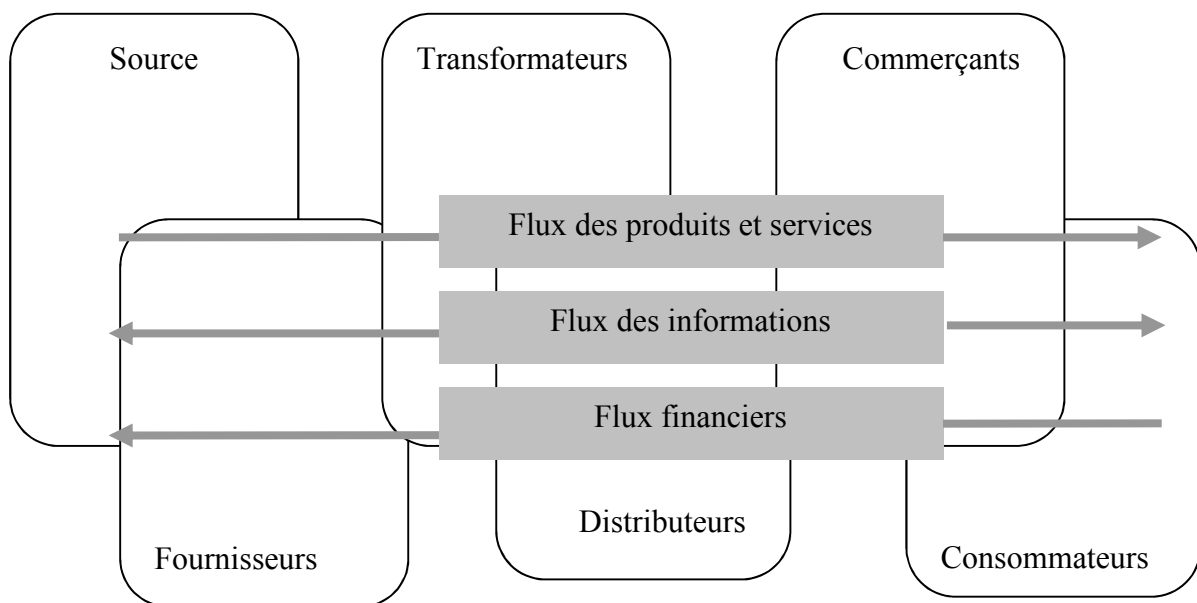 Source
Transformateurs
Commerçants
Flux des produits et services
Flux des informations
Flux financiers
Distributeurs
Fournisseurs
Consommateurs